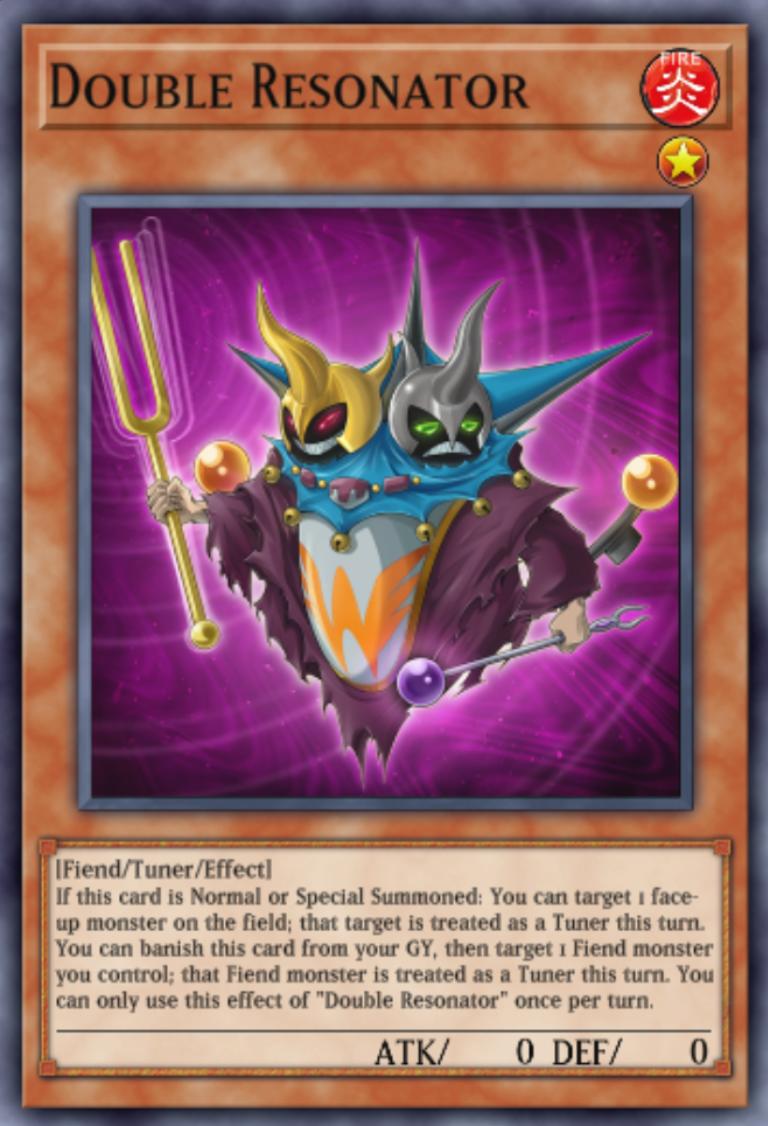 DOUBLE RESONATOR
FIRE
炎
W
[Fiend/Tuner/Effect]
If this card is Normal or Special Summoned: You can target 1 face-
up monster on the field; that target is treated as a Tuner this turn.
You can banish this card from your GY, then target 1 Fiend monster
you control; that Fiend monster is treated as a Tuner this turn. You
can only use this effect of "Double Resonator" once per turn.
ATK/ 0 DEF/ 0